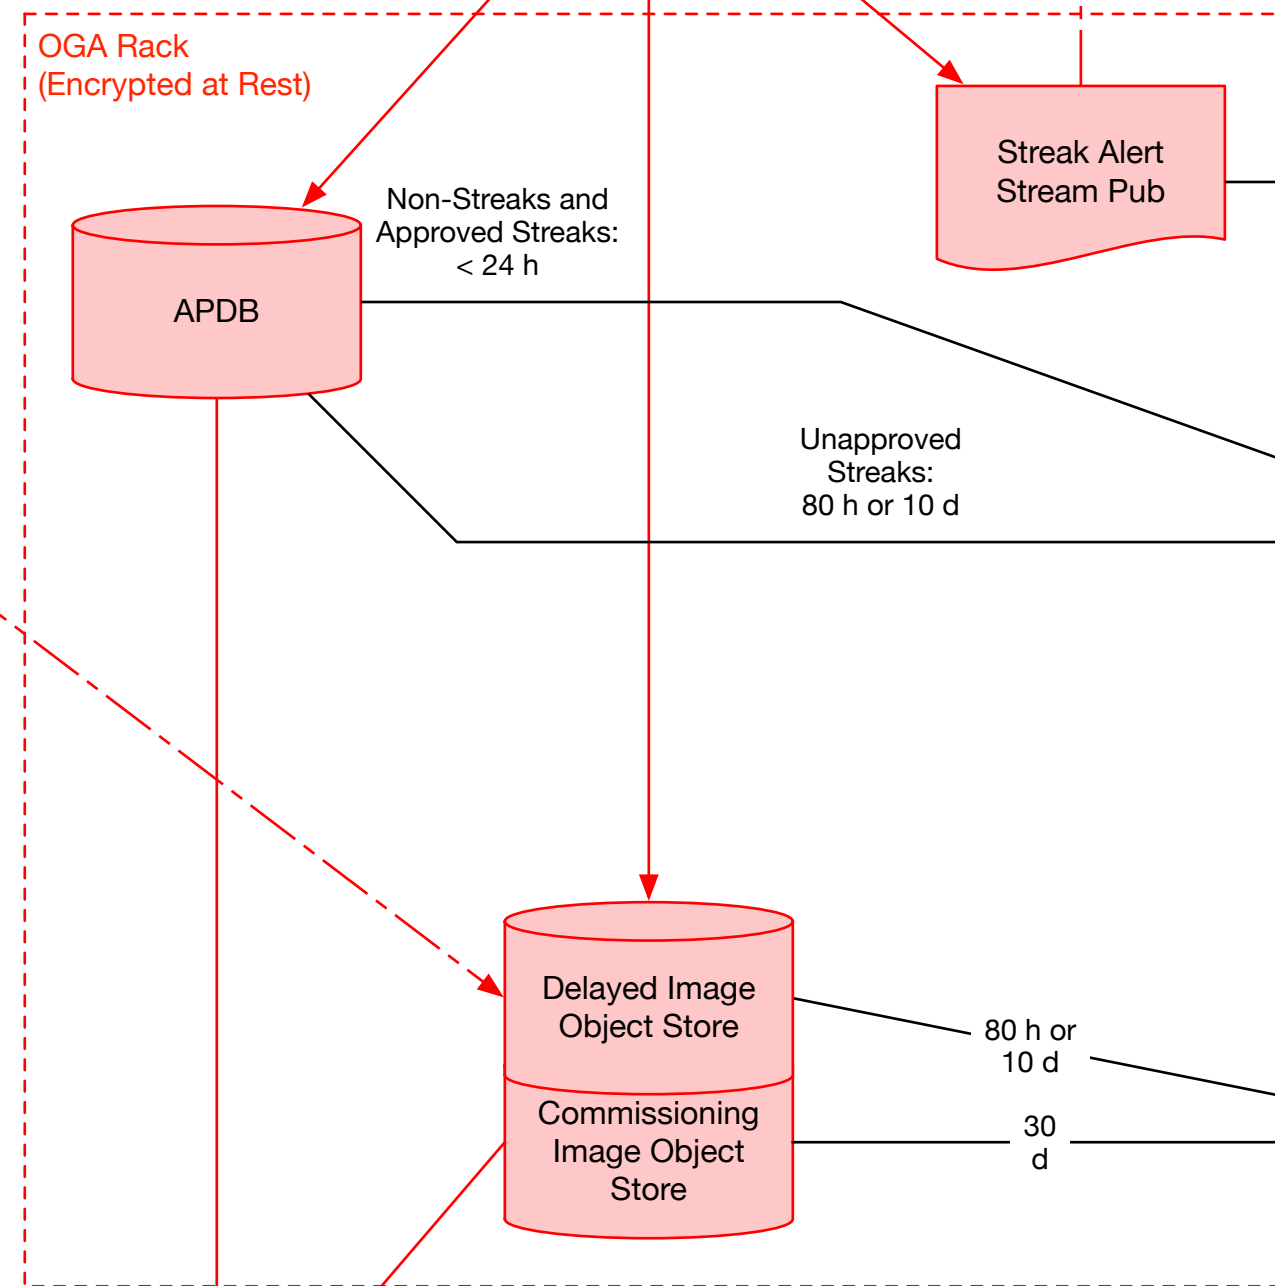 OGA Rack
(Encrypted at Rest)
Streak Alert
Stream Pub
Non-Streaks and
Approved Streaks:
< 24 h
APDB
Unapproved
Streaks:
80 h or 10 d
Delayed Image
Object Store
80 h or
10 d
Commissioning
Image Object
Store
30
d